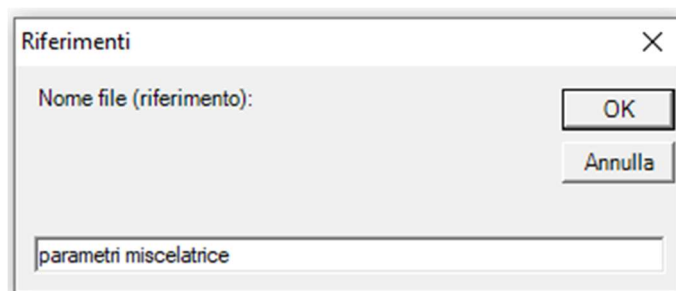 Riferimenti
Nome file (riferimento):
OK
Annulla
parametri miscelatrice